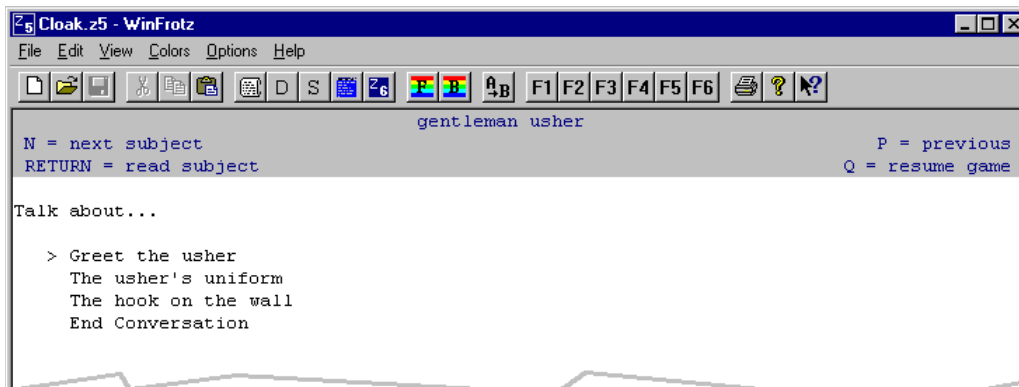 Cloak.z5 - WinFrotz
File Edit View Colors Options Help
D S Z6 F B A B F1 F2 F3 F4 F5 F6 ? ?
gentleman usher
N = next subject P = previous
RETURN = read subject Q = resume game
Talk about...
> Greet the usher
The usher's uniform
The hook on the wall
End Conversation